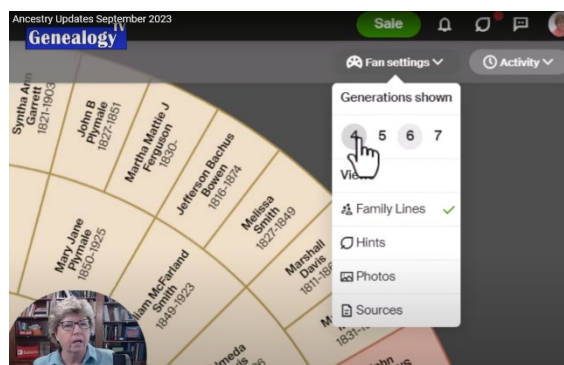 Ancestry Updates September 2023
Genealogy TV
Sale
Fan settings
Activity
Generations shown
4 5 6 7
Family Lines
Hints
Photos
Sources
Syntha Ann
Garrett
1821-1903
John B
Plymale
1827-1851
Martha Mattie J
Ferguson
1830-
Jefferson Bachus
Bowen
1816-1874
Melissa
Smith
1827-1849
Marshall
Davis
Mary Jane
Plymale
1850-1925
McFarland
Smith
1849-1923